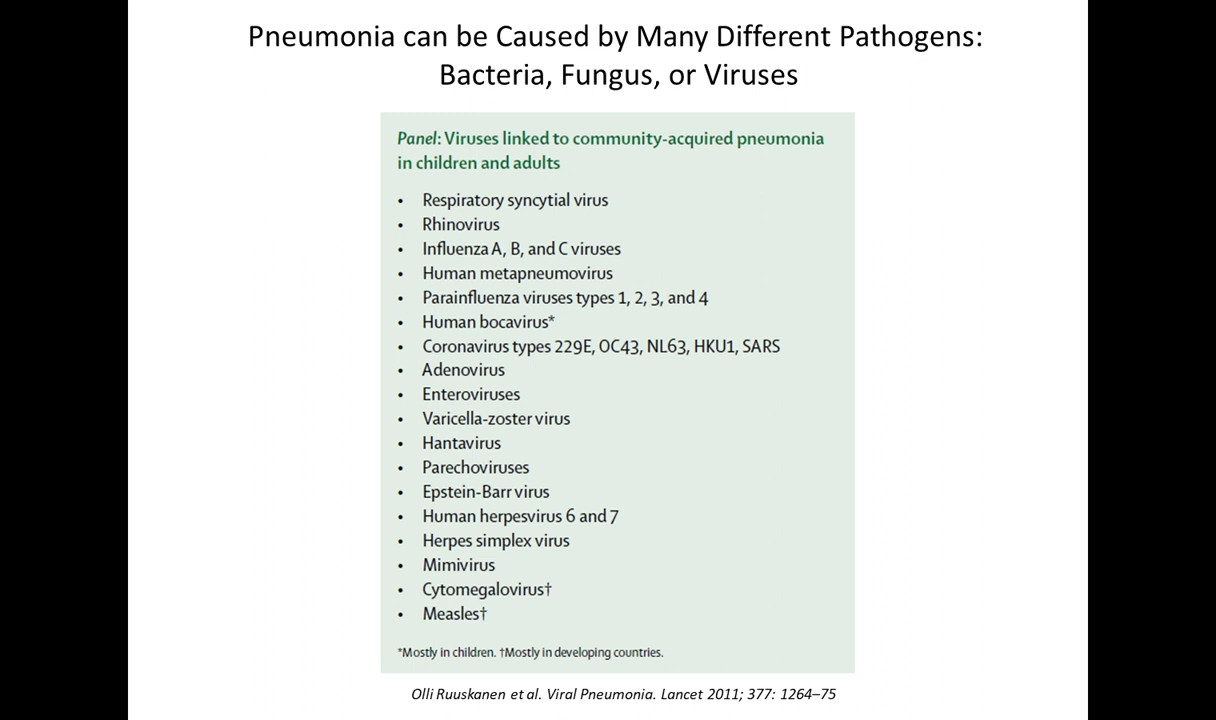 Pneumonia can be Caused by Many Different Pathogens:
Bacteria, Fungus, or Viruses
Panel: Viruses linked to community-acquired pneumonia
in children and adults
• Respiratory syncytial virus
• Rhinovirus
• Influenza A, B, and C viruses
• Human metapneumovirus
• Parainfluenza viruses types 1, 2, 3, and 4
• Human bocavirus*
• Coronavirus types 229E, OC43, NL63, HKU1, SARS
• Adenovirus
• Enteroviruses
• Varicella-zoster virus
• Hantavirus
• Parechoviruses
• Epstein-Barr virus
• Human herpesvirus 6 and 7
• Herpes simplex virus
• Mimivirus
• Cytomegalovirus†
• Measles†
*Mostly in children. †Mostly in developing countries.
Olli Ruuskanen et al. Viral Pneumonia. Lancet 2011; 377: 1264–75